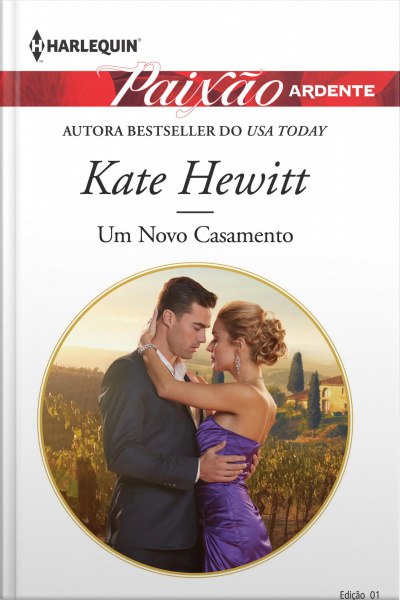 HARLEQUIN®
Paixão ARDENTE
AUTORA BESTSELLER DO USA TODAY
Kate Hewitt
Um Novo Casamento
Edição 01